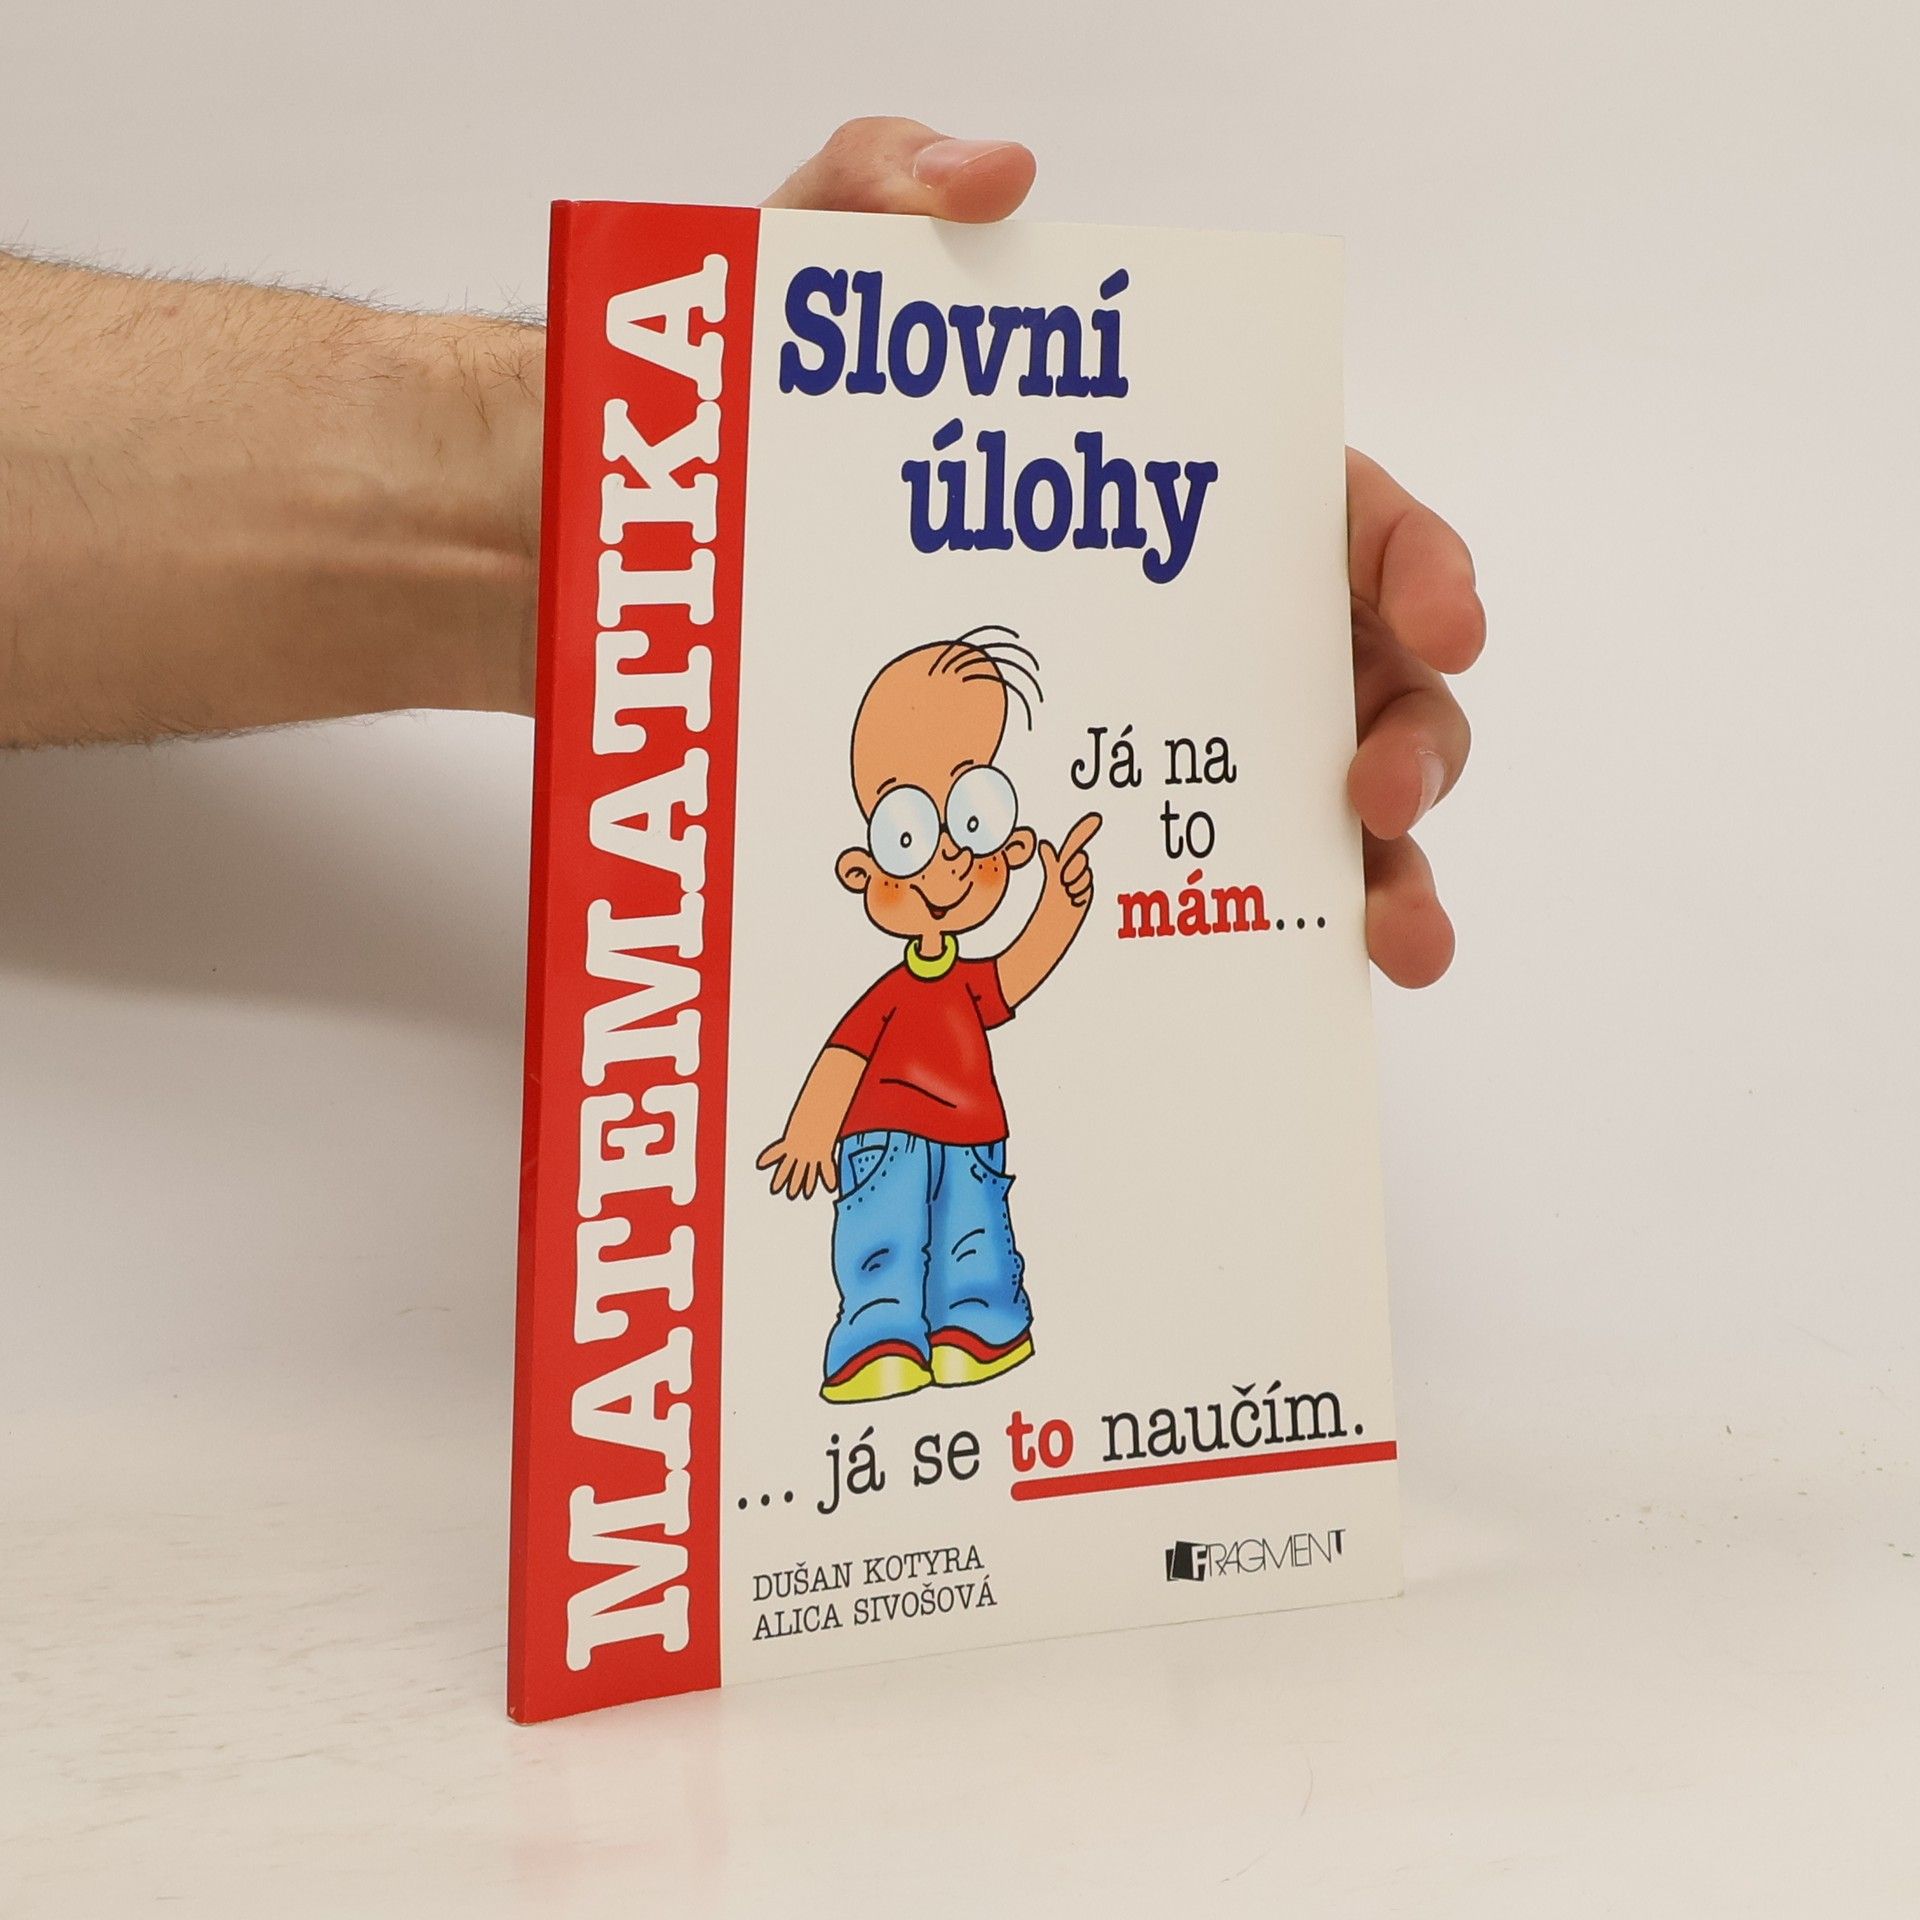 MATEMATIKA
Slovní
úlohy
Já na
to
mám...
... já se to naučím.
DUŠAN KOTYRA
ALICA SIVOŠOVÁ
FRAGMENT